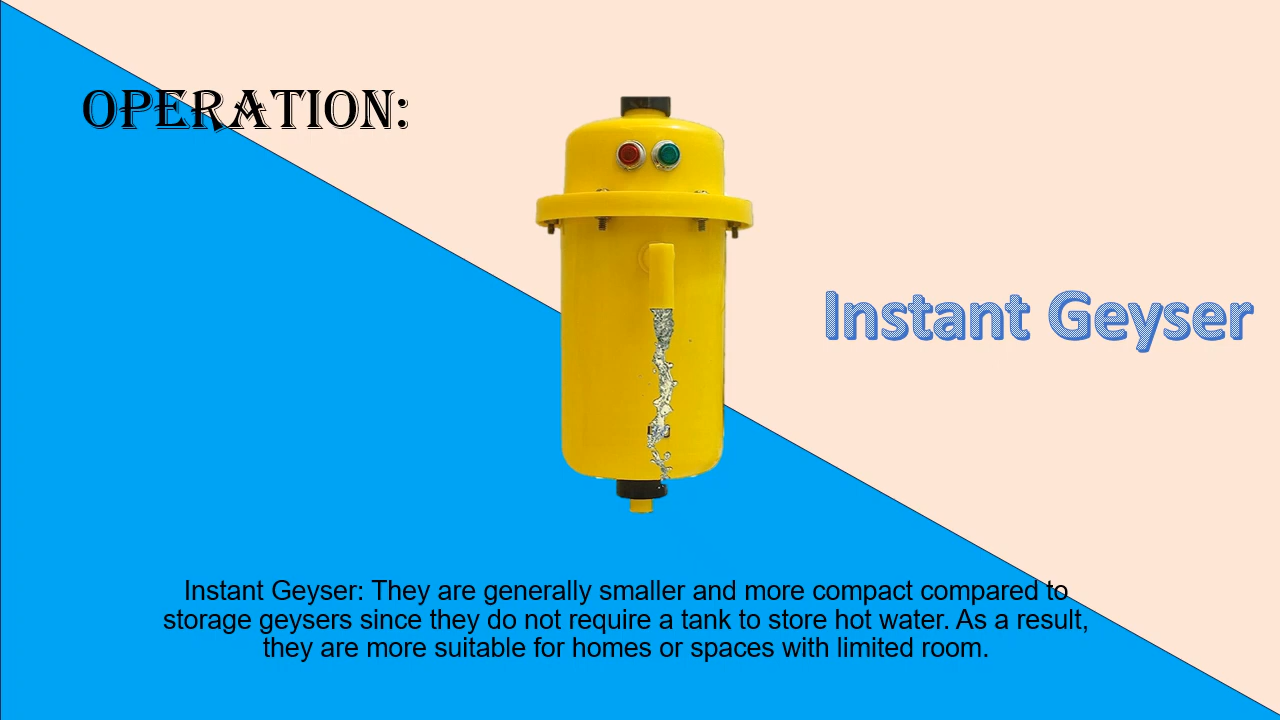 OPERATION:
Instant Geyser
Instant Geyser: They are generally smaller and more compact compared to
storage geysers since they do not require a tank to store hot water. As a result,
they are more suitable for homes or spaces with limited room.